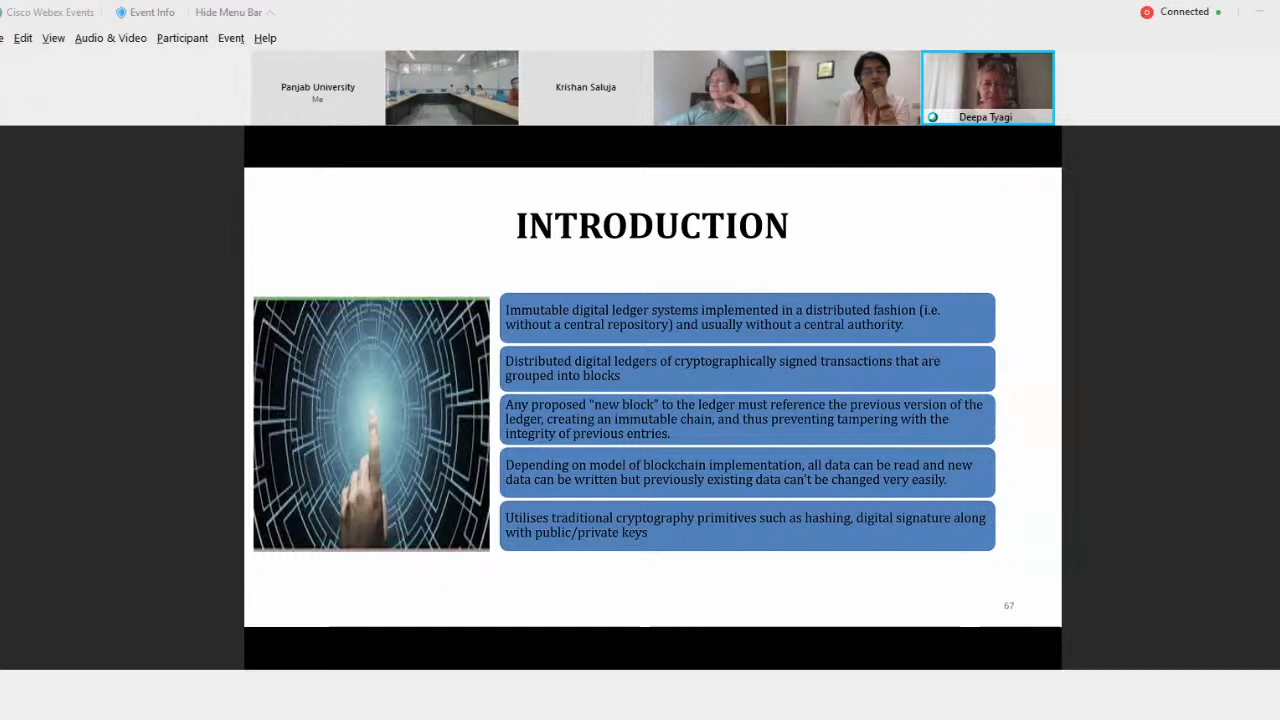 Cisco Webex Events Event Info Hide Menu Bar Connected
e Edit View Audio & Video Participant Event Help
Panjab University
Me
Krishan Saluja
Deepa Tyagi
INTRODUCTION
Immutable digital ledger systems implemented in a distributed fashion (i.e.
without a central repository) and usually without a central authority.
Distributed digital ledgers of cryptographically signed transactions that are
grouped into blocks
Any proposed “new block” to the ledger must reference the previous version of the
ledger, creating an immutable chain, and thus preventing tampering with the
integrity of previous entries.
Depending on model of blockchain implementation, all data can be read and new
data can be written but previously existing data can't be changed very easily.
Utilises traditional cryptography primitives such as hashing, digital signature along
with public/private keys
67